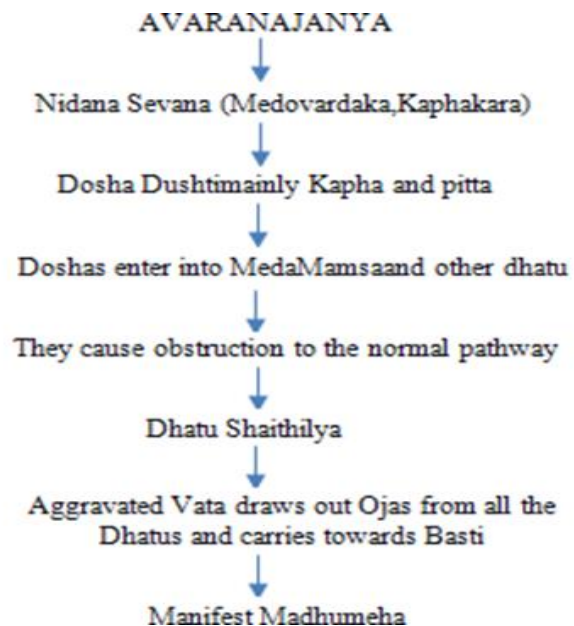 AVARANAJANYA
Nidana Sevana (Medovardaka,Kaphakara)
Dosha Dushtimainly Kapha and pitta
Doshas enter into MedaMamsaand other dhatu
They cause obstruction to the normal pathway
Dhatu Shaithilya
Aggravated Vata draws out Ojas from all the
Dhatus and carries towards Basti
Manifest Madhumeha